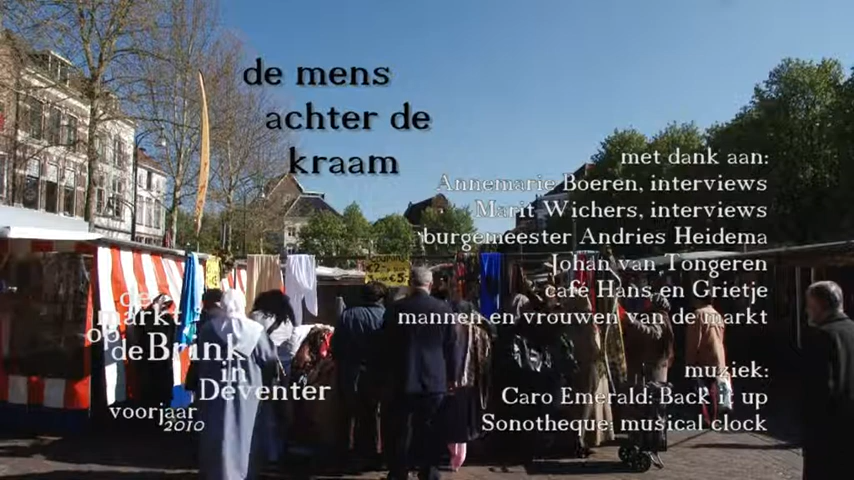 de mens
achter de
kraam
met dank aan:
Annemarie Boeren, interviews
Marit Wichers, interviews
burgemeester Andries Heidema
Johan van Tongeren
café Hans en Grietje
mannen en vrouwen van de markt
muziek:
Caro Emerald: Back it up
Sonotheque: musical clock
de
markt
op
de Brink
in
Deventer
voorjaar
2010